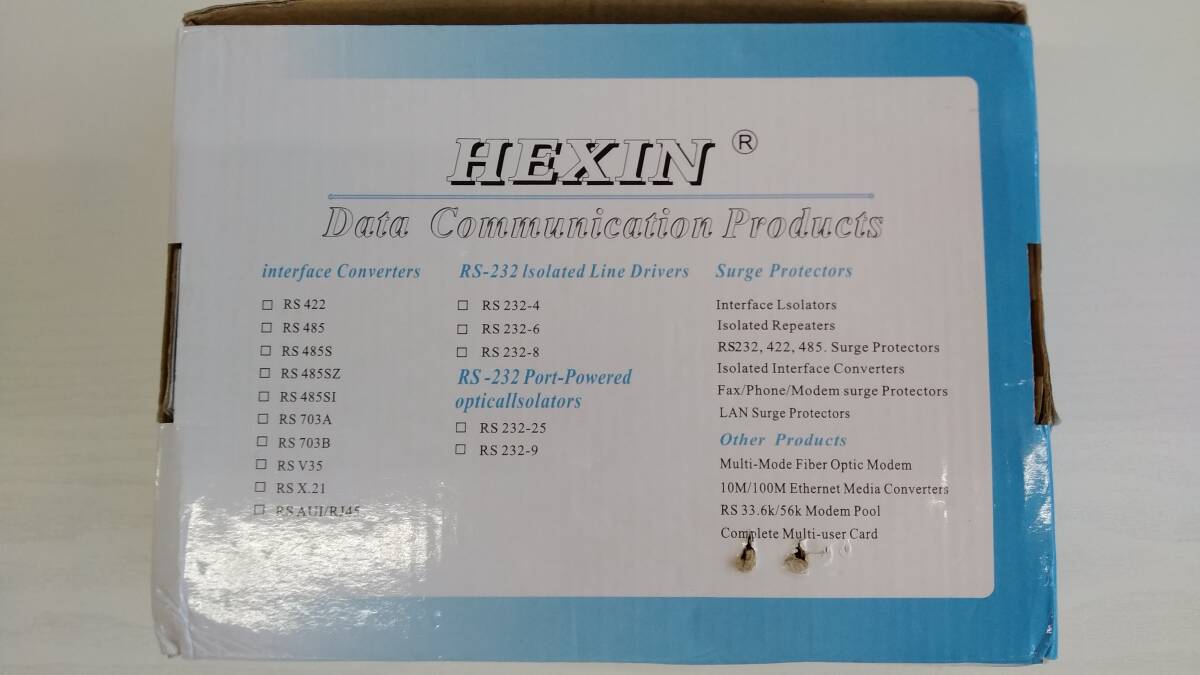 HEXIN ®
Data Communication Products
interface Converters
☐ RS 422
☐ RS 485
☐ RS 485S
☐ RS 485SZ
☐ RS 485SI
☐ RS 703A
☐ RS 703B
☐ RS V35
☐ RS X.21
☐ RS AUI/RJ45
RS-232 lsolated Line Drivers
☐ RS 232-4
☐ RS 232-6
☐ RS 232-8
RS -232 Port-Powered
opticallsolators
☐ RS 232-25
☐ RS 232-9
Surge Protectors
Interface Lsolators
Isolated Repeaters
RS232, 422, 485. Surge Protectors
Isolated Interface Converters
Fax/Phone/Modem surge Protectors
LAN Surge Protectors
Other Products
Multi-Mode Fiber Optic Modem
10M/100M Ethernet Media Converters
RS 33.6k/56k Modem Pool
Complete Multi-user Card